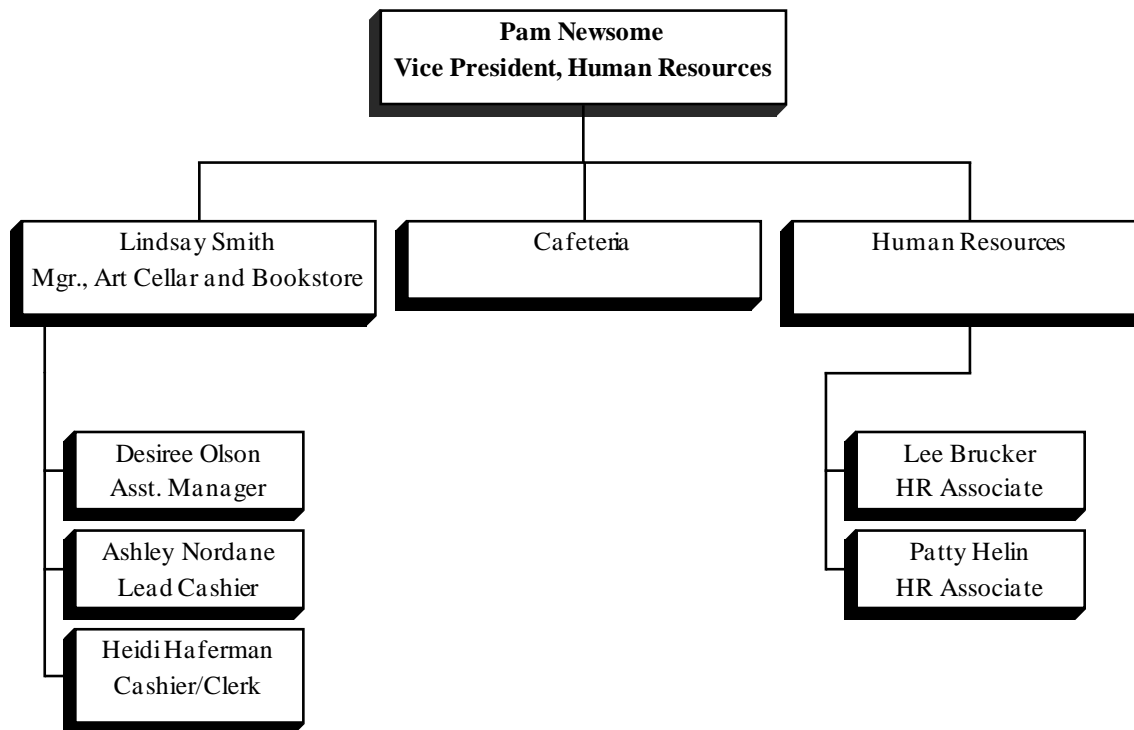 Pam Newsome
Vice President, Human Resources
Lindsay Smith
Mgr., Art Cellar and Bookstore
Cafeteria
Human Resources
Desiree Olson
Asst. Manager
Ashley Nordane
Lead Cashier
Heidi Haferman
Cashier/Clerk
Lee Brucker
HR Associate
Patty Helin
HR Associate